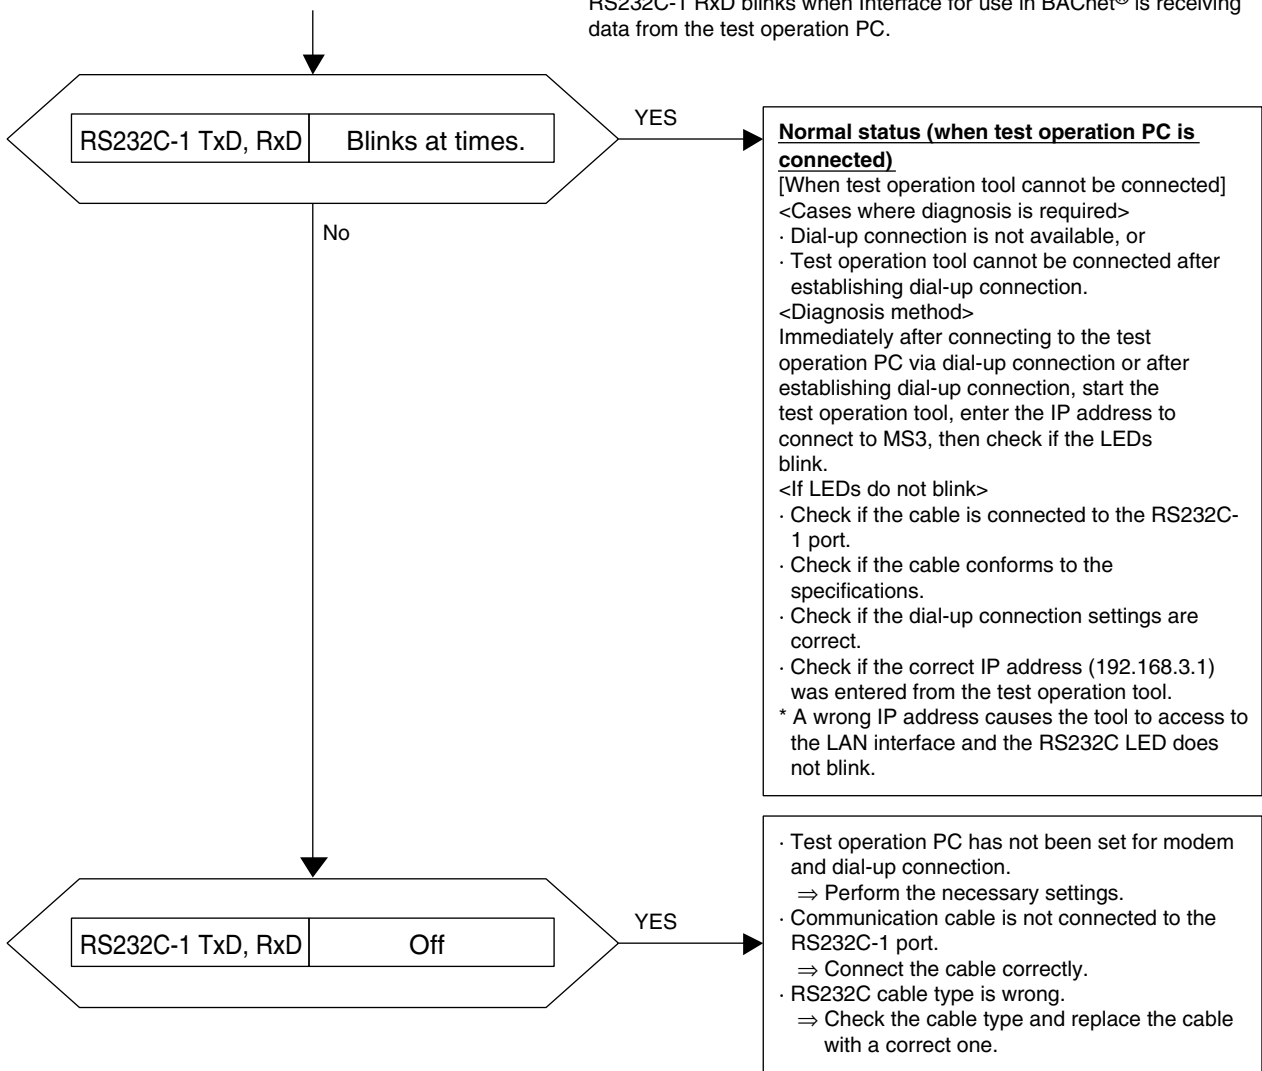 RS232C-1 RxD blinks when Interface for use in BACnet® is receiving
data from the test operation PC.
RS232C-1 TxD, RxD
Blinks at times.
YES
No
Normal status (when test operation PC is
connected)
[When test operation tool cannot be connected]
<Cases where diagnosis is required>
· Dial-up connection is not available, or
· Test operation tool cannot be connected after
establishing dial-up connection.
<Diagnosis method>
Immediately after connecting to the test
operation PC via dial-up connection or after
establishing dial-up connection, start the
test operation tool, enter the IP address to
connect to MS3, then check if the LEDs
blink.
<If LEDs do not blink>
· Check if the cable is connected to the RS232C-
1 port.
· Check if the cable conforms to the
specifications.
· Check if the dial-up connection settings are
correct.
· Check if the correct IP address (192.168.3.1)
was entered from the test operation tool.
* A wrong IP address causes the tool to access to
the LAN interface and the RS232C LED does
not blink.
RS232C-1 TxD, RxD
Off
YES
· Test operation PC has not been set for modem
and dial-up connection.
⇒ Perform the necessary settings.
· Communication cable is not connected to the
RS232C-1 port.
⇒ Connect the cable correctly.
· RS232C cable type is wrong.
⇒ Check the cable type and replace the cable
with a correct one.